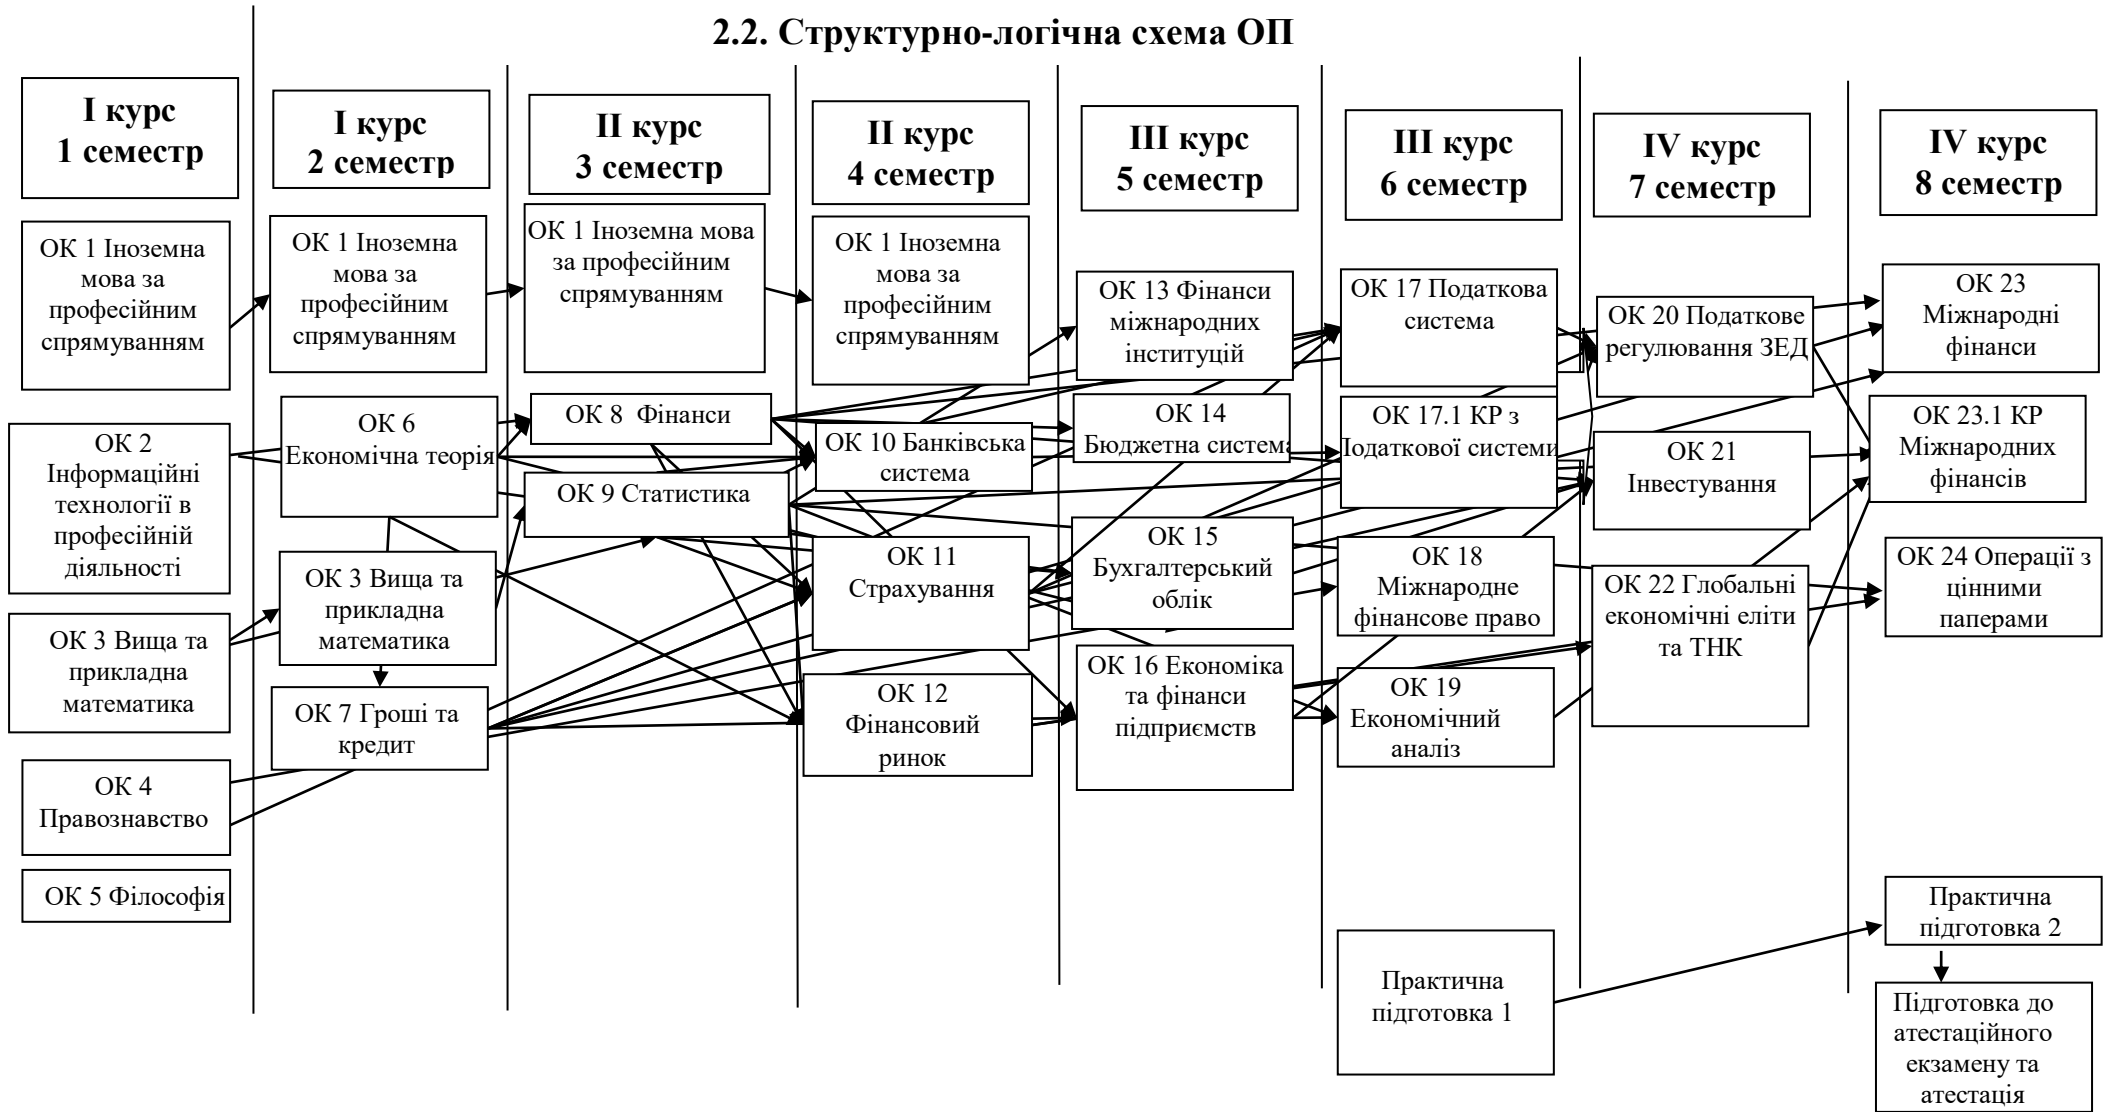 2.2. Структурно-логічна схема ОП
І курс
1 семестр
ОК 1 Іноземна
мова за
професійним
спрямуванням
ОК 2
Інформаційні
технології в
професійній
діяльності
ОК 3 Вища та
прикладна
математика
ОК 4
Правознавство
ОК 5 Філософія
І курс
2 семестр
ОК 1 Іноземна
мова за
професійним
спрямуванням
ОК 6
Економічна теорія
ОК 3 Вища та
прикладна
математика
ОК 7 Гроші та
кредит
ІІ курс
3 семестр
ОК 1 Іноземна мова
за професійним
спрямуванням
ОК 8 Фінанси
ОК 9 Статистика
ІІ курс
4 семестр
ОК 1 Іноземна
мова за
професійним
спрямуванням
ОК 10 Банківська
система
ОК 11
Страхування
ОК 12
Фінансовий
ринок
ІІІ курс
5 семестр
ОК 13 Фінанси
міжнародних
інституцій
ОК 14
Бюджетна система
ОК 15
Бухгалтерський
облік
ОК 16 Економіка
та фінанси
підприємств
ІІІ курс
6 семестр
ОК 17 Податкова
система
ОК 17.1 КР з
Податкової системи
ОК 18
Міжнародне
фінансове право
ОК 19
Економічний
аналіз
Практична
підготовка 1
IV курс
7 семестр
ОК 20 Податкове
регулювання ЗЕД
ОК 21
Інвестування
ОК 22 Глобальні
економічні еліти
та ТНК
IV курс
8 семестр
ОК 23
Міжнародні
фінанси
ОК 23.1 КР
Міжнародних
фінансів
ОК 24 Операції з
цінними
паперами
Практична
підготовка 2
Підготовка до
атестаційного
екзамену та
атестація